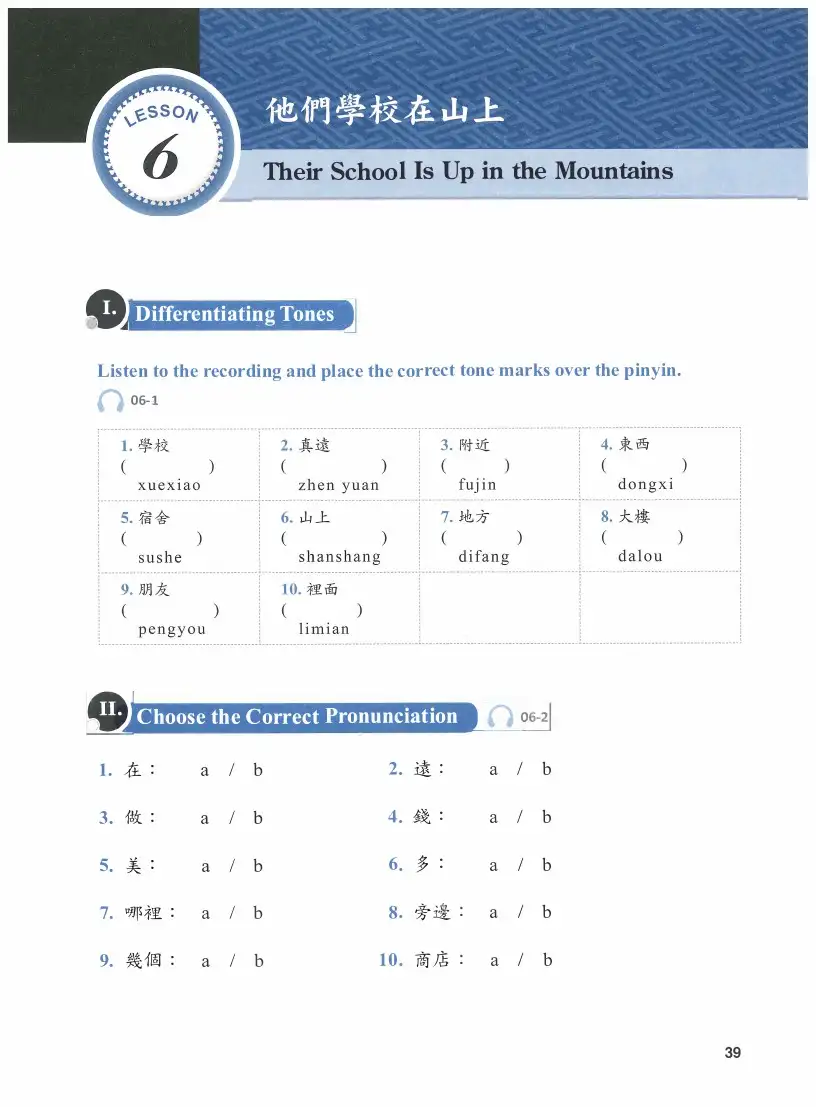 LESSON
6
他們學校在山上
Their School Is Up in the Mountains
I. Differentiating Tones
Listen to the recording and place the correct tone marks over the pinyin.
06-1
1. 學校 2. 真遠 3. 附近 4. 東西
( ) ( ) ( ) ( )
xuexiao zhen yuan fujin dongxi
5. 宿舍 6. 山上 7. 地方 8. 大樓
( ) ( ) ( ) ( )
sushe shanshang difang dalou
9. 朋友 10. 裡面
( ) ( )
pengyou limian
II. Choose the Correct Pronunciation 06-2
1. 在： a / b 2. 遠： a / b
3. 做： a / b 4. 錢： a / b
5. 美： a / b 6. 多： a / b
7. 哪裡： a / b 8. 旁邊： a / b
9. 幾個： a / b 10. 商店： a / b
39